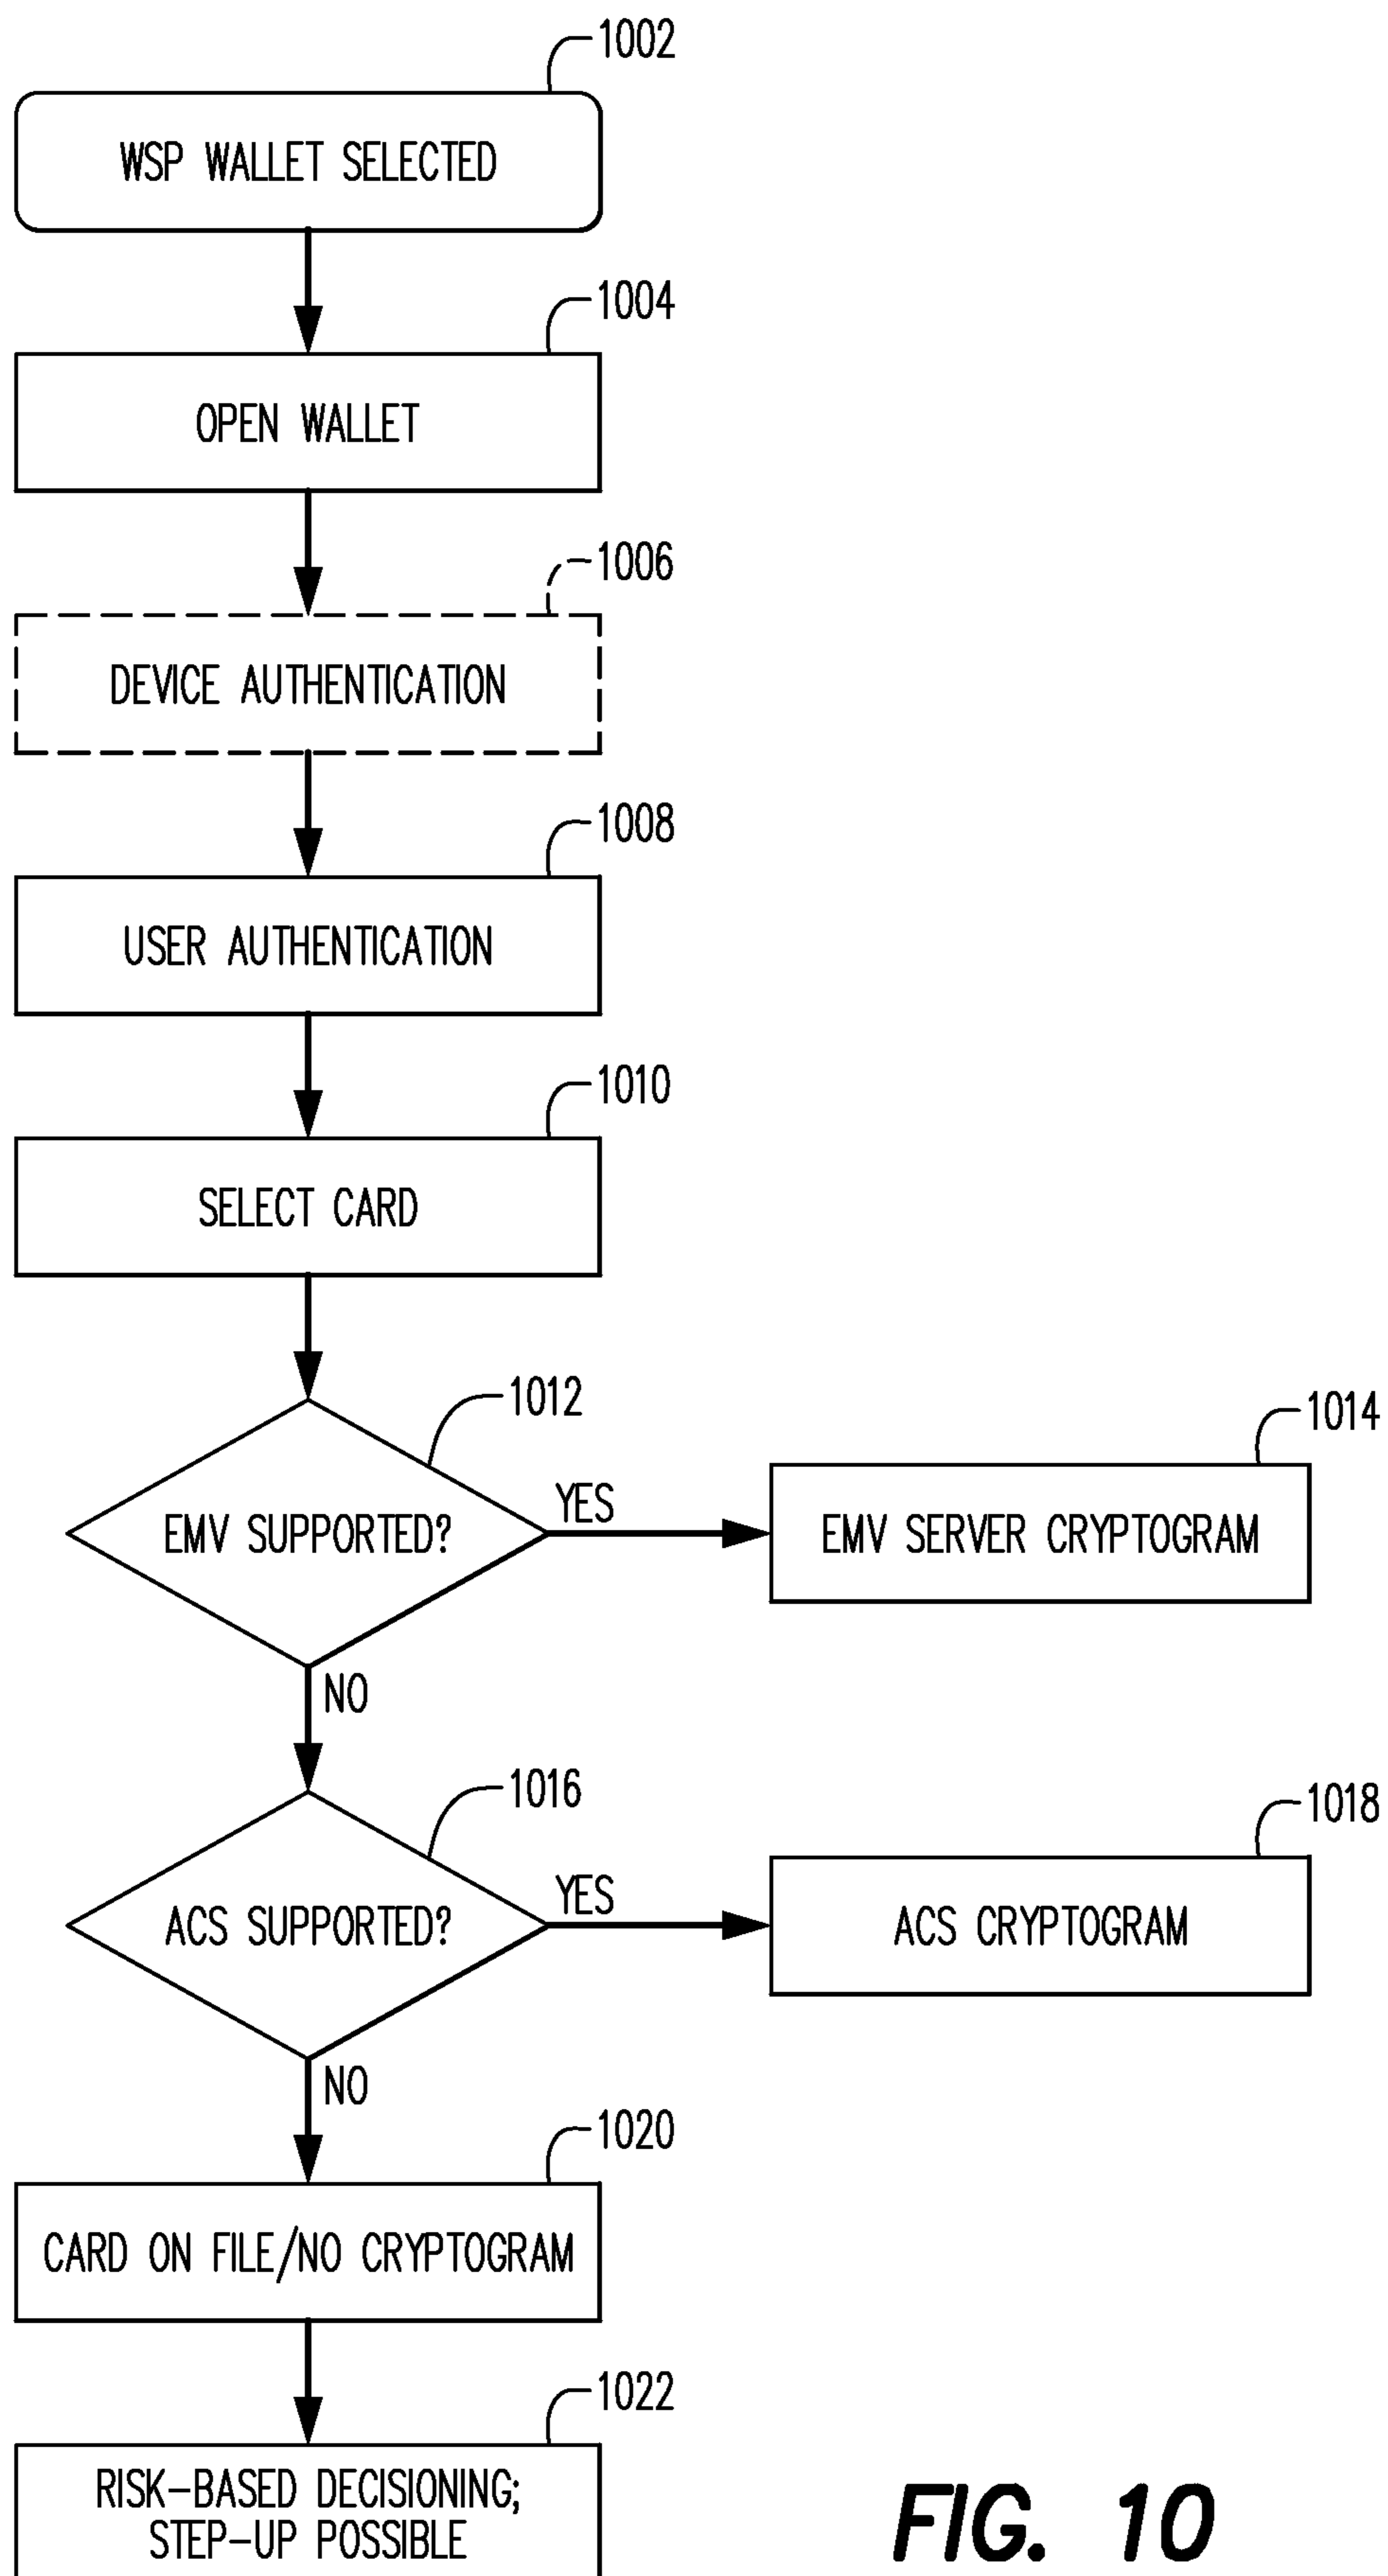 1002
WSP WALLET SELECTED
1004
OPEN WALLET
1006
DEVICE AUTHENTICATION
1008
USER AUTHENTICATION
1010
SELECT CARD
1012
EMV SUPPORTED?
YES
1014
EMV SERVER CRYPTOGRAM
NO
1016
ACS SUPPORTED?
YES
1018
ACS CRYPTOGRAM
NO
1020
CARD ON FILE/NO CRYPTOGRAM
1022
RISK-BASED DECISIONING;
STEP-UP POSSIBLE
FIG. 10